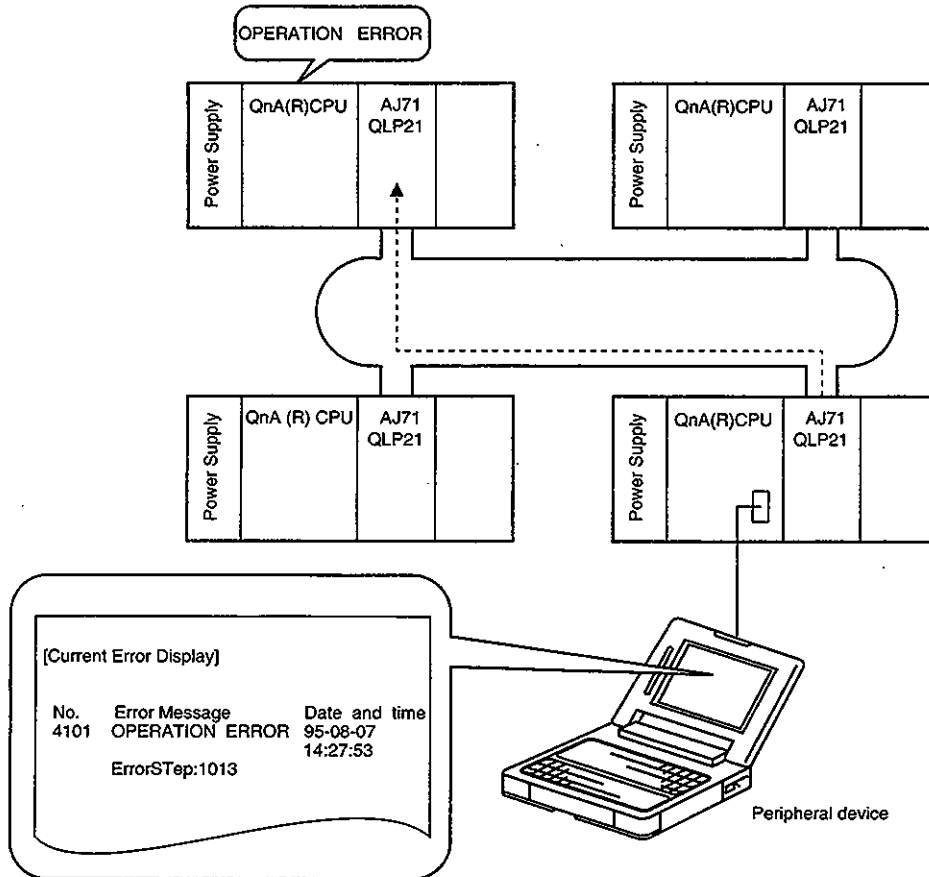 OPERATION ERROR
Power Supply
QnA(R)CPU
AJ71
QLP21
Power Supply
QnA(R)CPU
AJ71
QLP21
Power Supply
QnA (R) CPU
AJ71
QLP21
Power Supply
QnA(R)CPU
AJ71
QLP21
[Current Error Display]
No. Error Message Date and time
4101 OPERATION ERROR 95-08-07
14:27:53
ErrorSTep:1013
Peripheral device